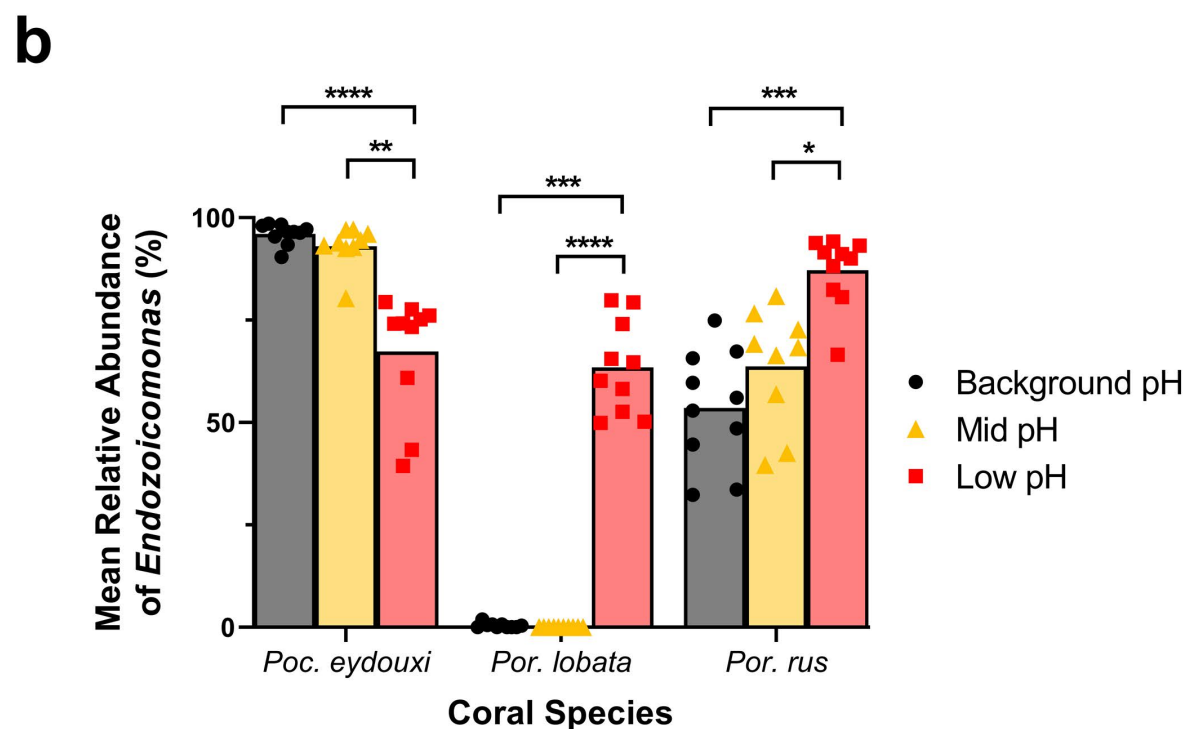 b
**** ** *** **** *** *
Mean Relative Abundance
of Endozoicomonas (%)
100
50
0
Poc. eydouxi Por. lobata Por. rus
Coral Species
Background pH
Mid pH
Low pH